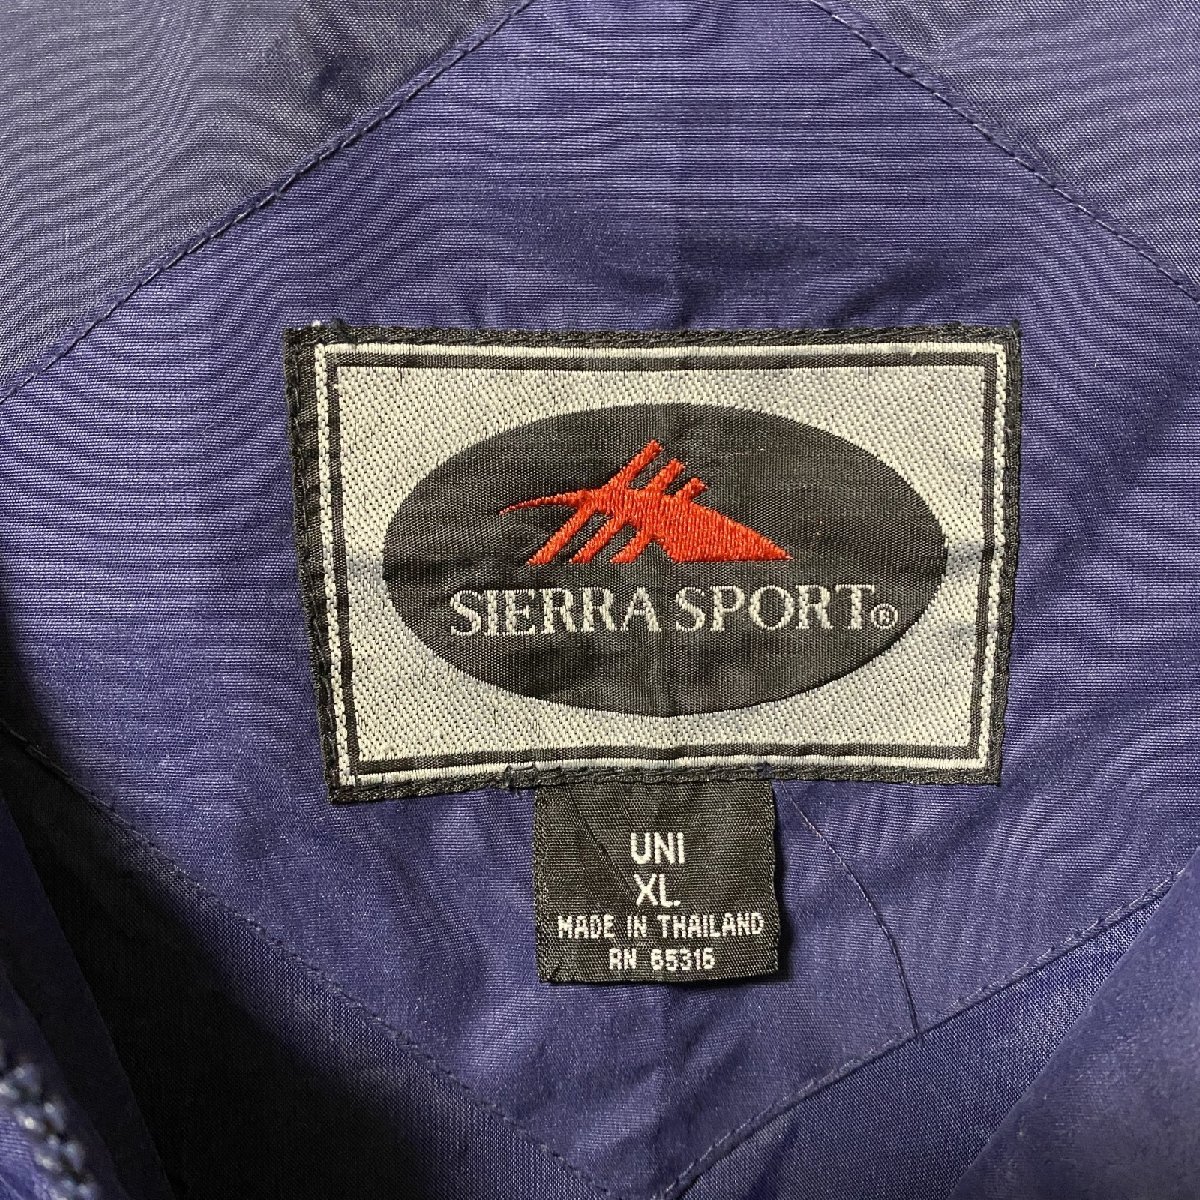 SIERRA SPORT®
UNI
XL
MADE IN THAILAND
RN 65316